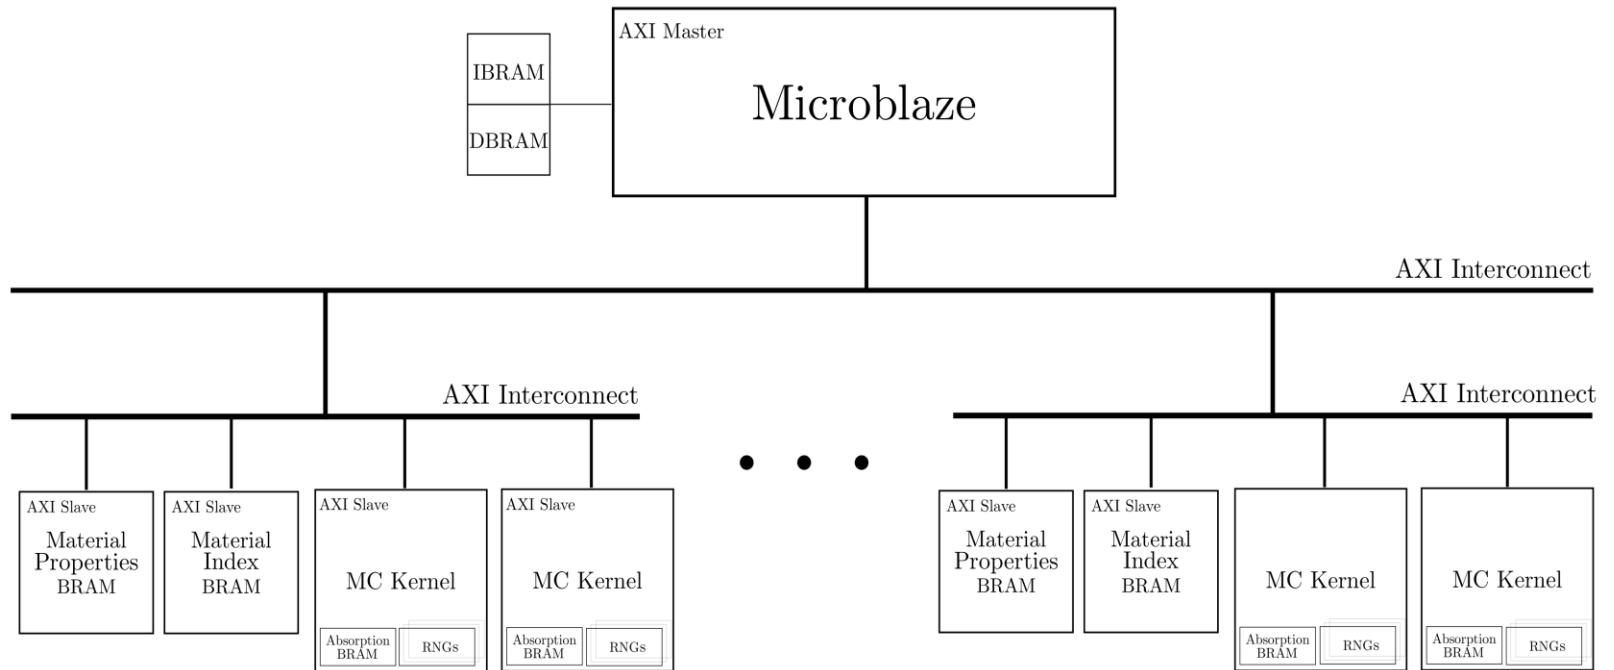 AXI Master
IBRAM
Microblaze
DBRAM
AXI Interconnect
AXI Interconnect
AXI Interconnect
AXI Slave
Material
Properties
BRAM
AXI Slave
Material
Index
BRAM
AXI Slave
MC Kernel
Absorption
BRAM
RNGs
AXI Slave
MC Kernel
Absorption
BRAM
RNGs
AXI Slave
Material
Properties
BRAM
AXI Slave
Material
Index
BRAM
MC Kernel
Absorption
BRAM
RNGs
MC Kernel
Absorption
BRAM
RNGs